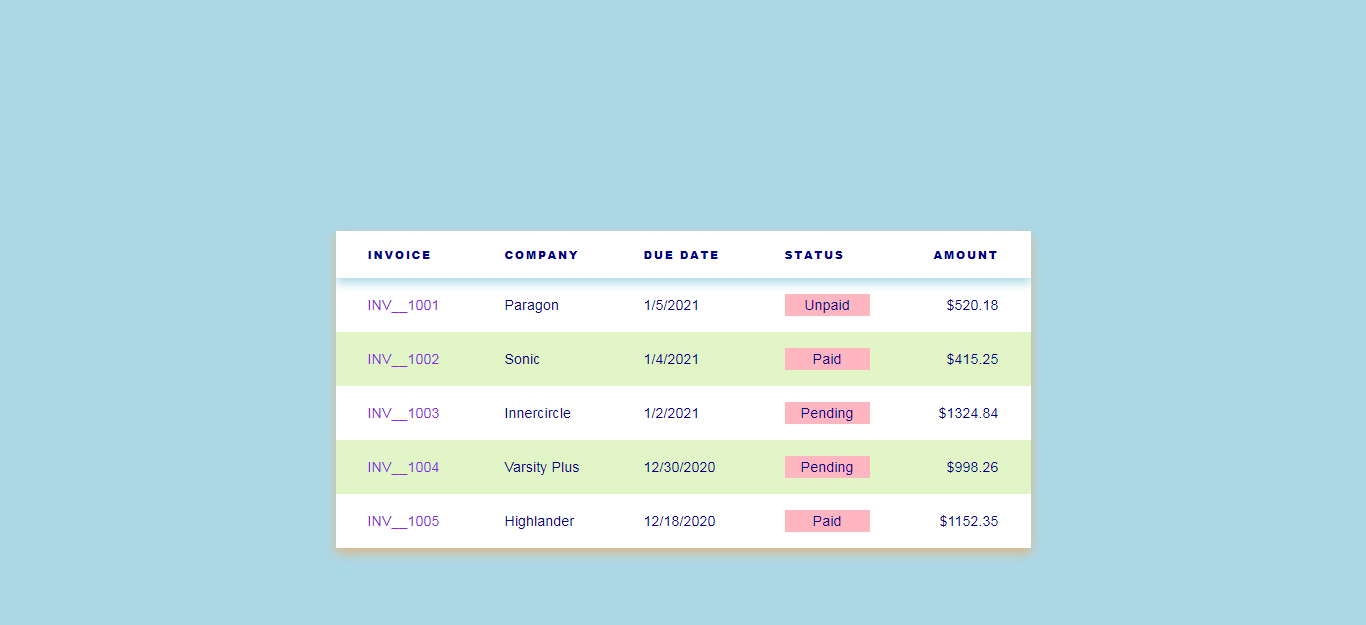 INVOICE COMPANY DUE DATE STATUS AMOUNT
INV__1001 Paragon 1/5/2021 Unpaid $520.18
INV__1002 Sonic 1/4/2021 Paid $415.25
INV__1003 Innercircle 1/2/2021 Pending $1324.84
INV__1004 Varsity Plus 12/30/2020 Pending $998.26
INV__1005 Highlander 12/18/2020 Paid $1152.35